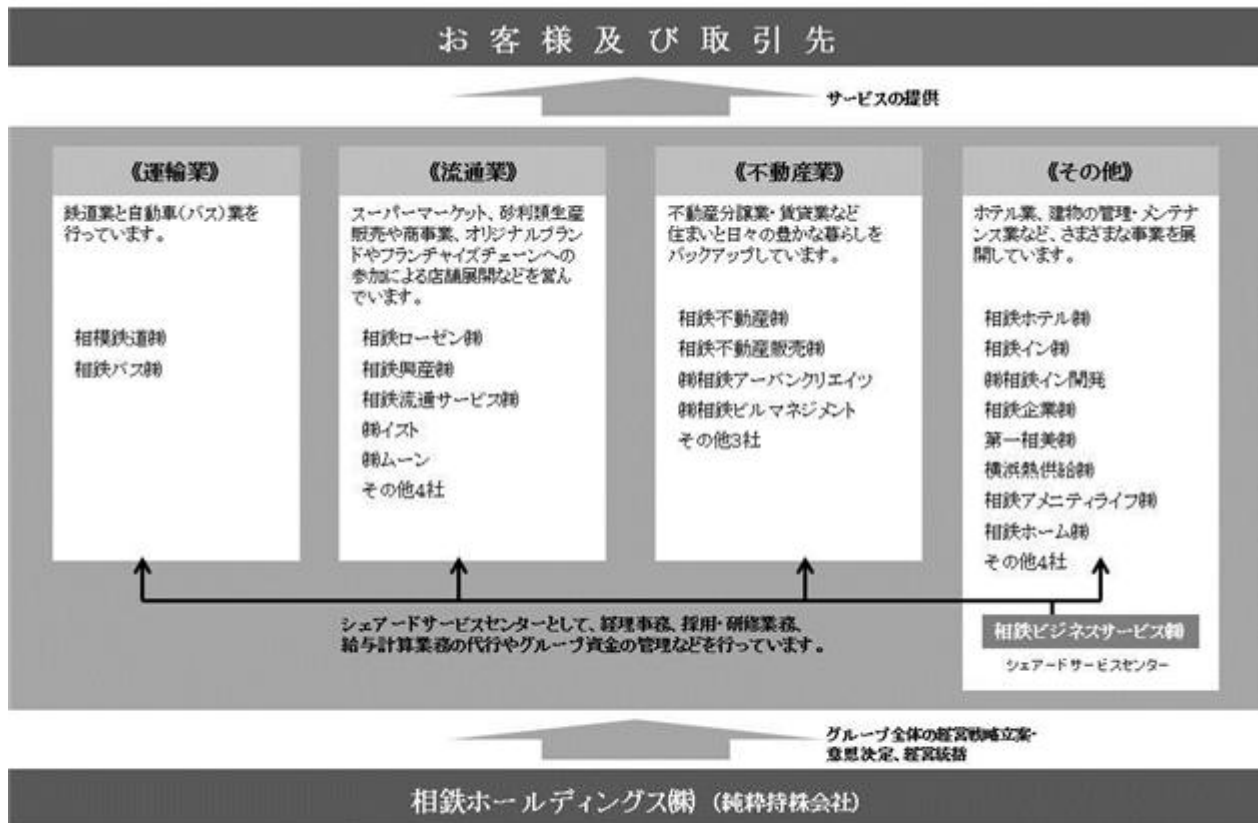 お客様及び取引先
サービスの提供
《運輸業》
鉄道業と自動車(バス)業を
行っています。
相模鉄道㈱
相鉄バス㈱
《流通業》
スーパーマーケット、砂利類生産
販売や商事業、オリジナルブラン
ドやフランチャイズチェーンへの
参加による店舗展開などを営ん
でいます。
相鉄ローゼン㈱
相鉄興産㈱
相鉄流通サービス㈱
㈱イスト
㈱ムーン
その他4社
《不動産業》
不動産分譲業・賃貸業など
住まいと日々の豊かな暮らしを
バックアップしています。
相鉄不動産㈱
相鉄不動産販売㈱
㈱相鉄アーバンクリエイツ
㈱相鉄ビルマネジメント
その他3社
《その他》
ホテル業、建物の管理・メンテナ
ンス業など、さまざまな事業を展
開しています。
相鉄ホテル㈱
相鉄イン㈱
㈱相鉄イン開発
相鉄企業㈱
第一相美㈱
横浜熱供給㈱
相鉄アメニティライフ㈱
相鉄ホーム㈱
その他4社
シェアードサービスセンターとして、経理事務、採用・研修業務、
給与計算業務の代行やグループ資金の管理などを行っています。
相鉄ビジネスサービス㈱
シェアードサービスセンター
グループ全体の経営戦略立案・
意思決定、経営統括
相鉄ホールディングス㈱(純粋持株会社)